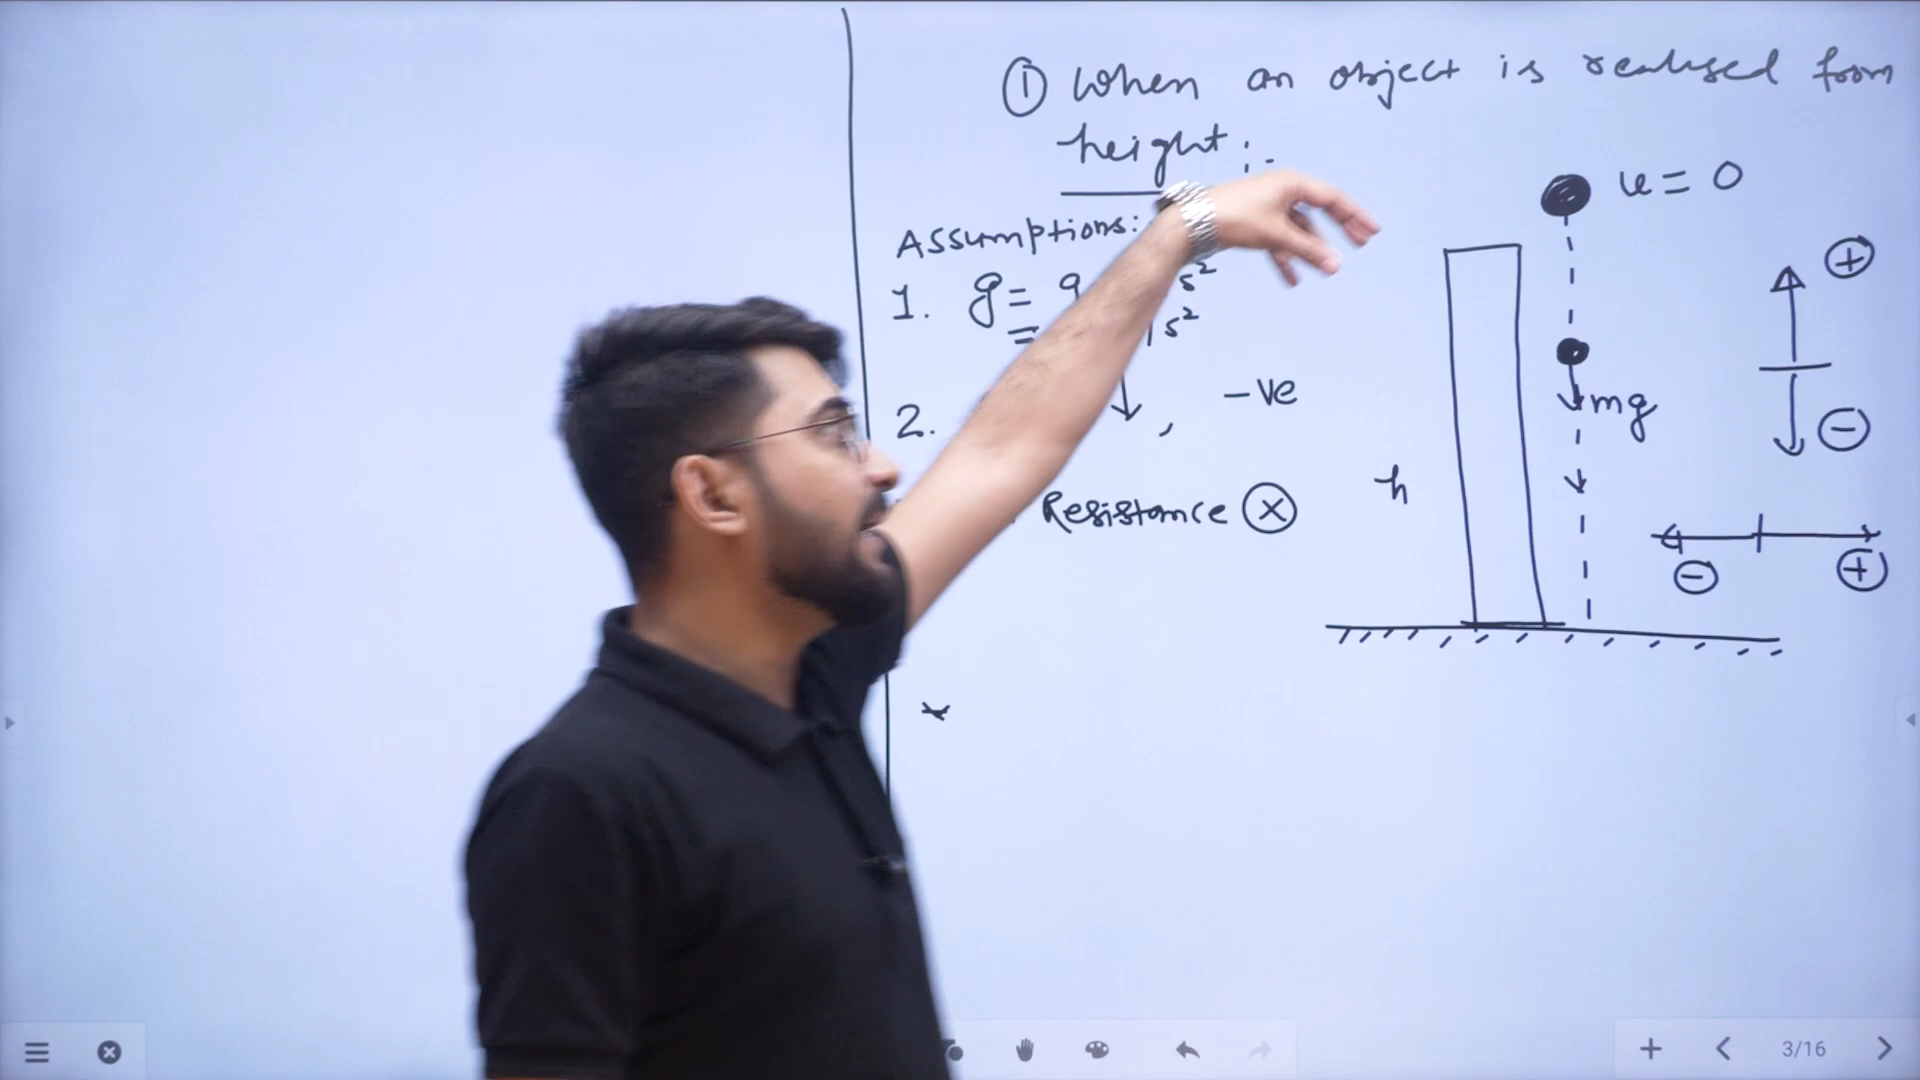 ① When an object is realised from
height :-
u = 0
Assumptions:
1. g = 9 s²
= / s²
2. ↓ , -ve
Resistance ⓧ
mg
h
+
-
- +
*
3/16